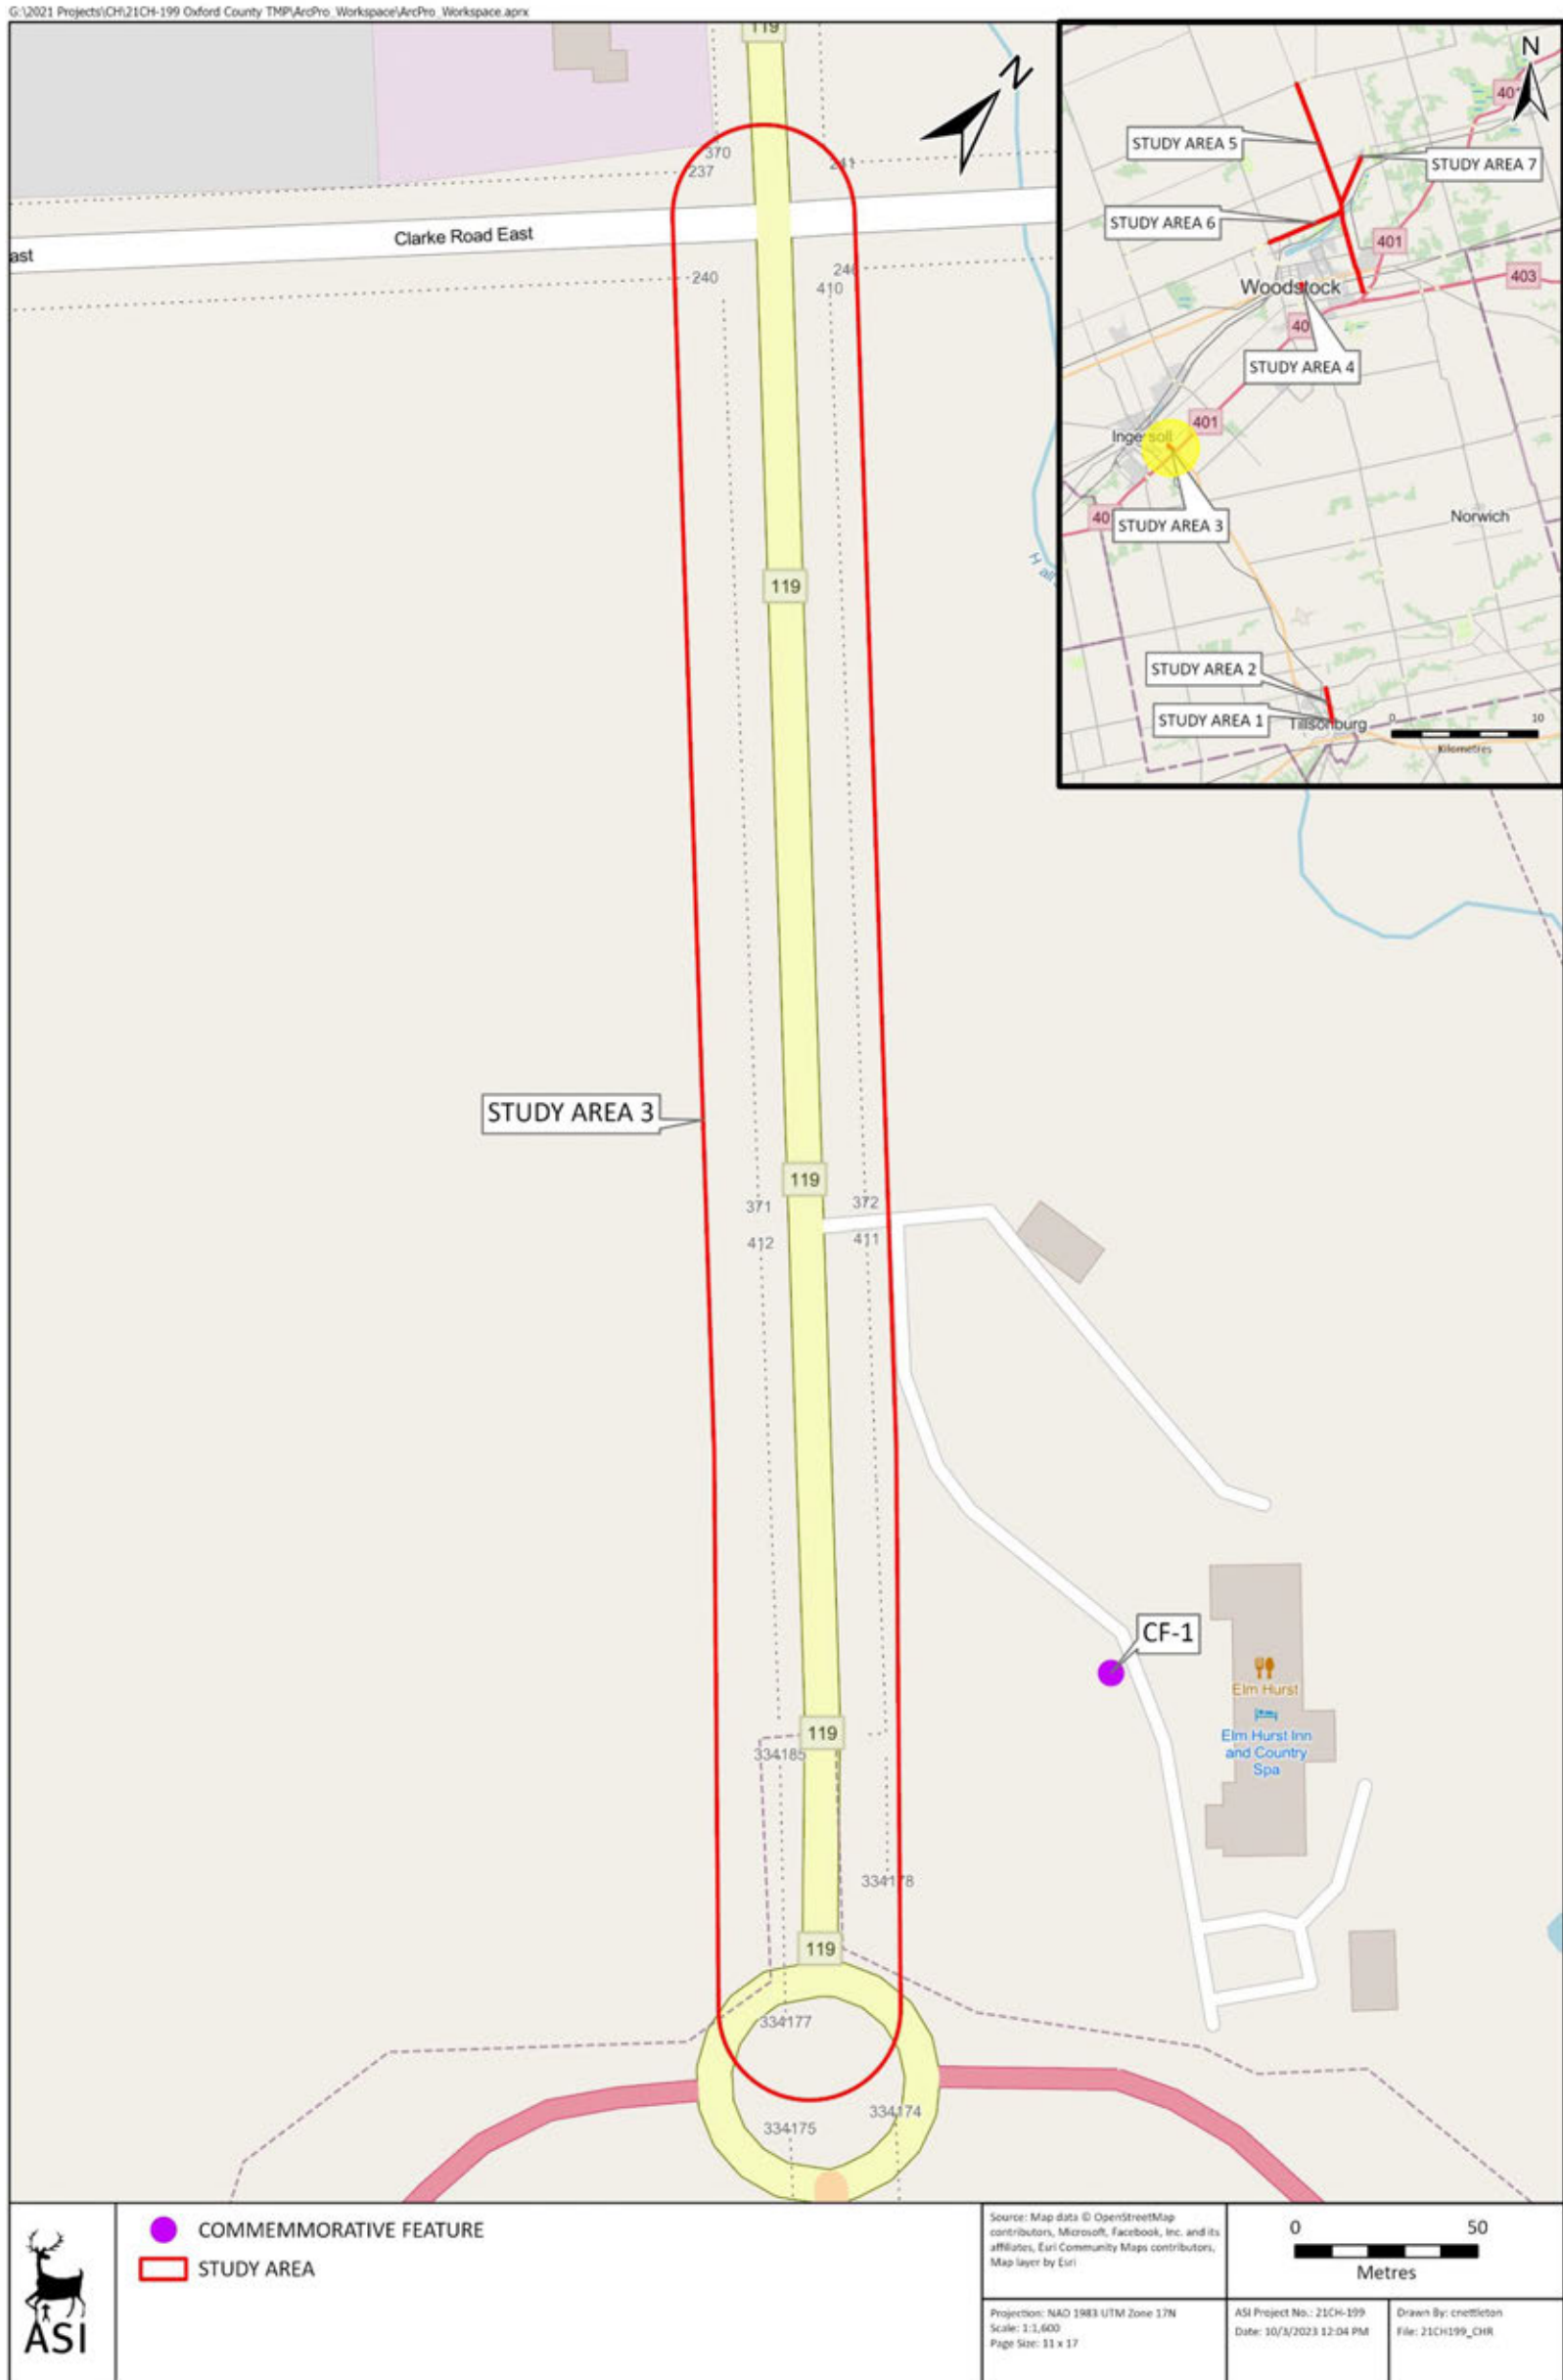 G:\2021 Projects\CH\21CH-199 Oxford County TMP\ArcPro_Workspace\ArcPro_Workspace.aprx
119
N
370
237
241
Clarke Road East
ast
240
246
410
119
STUDY AREA 3
119
371
372
412
411
CF-1
Elm Hurst
Elm Hurst Inn
and Country
Spa
119
334185
334178
119
334177
334174
334175
N
401
STUDY AREA 5
STUDY AREA 7
STUDY AREA 6
401
403
Woodstock
40
STUDY AREA 4
401
Ingersoll
40
STUDY AREA 3
Norwich
STUDY AREA 2
STUDY AREA 1
Tillsonburg
0 10
Kilometres
ASI
COMMEMMORATIVE FEATURE
STUDY AREA
Source: Map data © OpenStreetMap
contributors, Microsoft, Facebook, Inc. and its
affiliates, Esri Community Maps contributors,
Map layer by Esri
0 50
Metres
Projection: NAD 1983 UTM Zone 17N
Scale: 1:1,600
Page Size: 11 x 17
ASI Project No.: 21CH-199
Date: 10/3/2023 12:04 PM
Drawn By: cnettleton
File: 21CH199_CHR